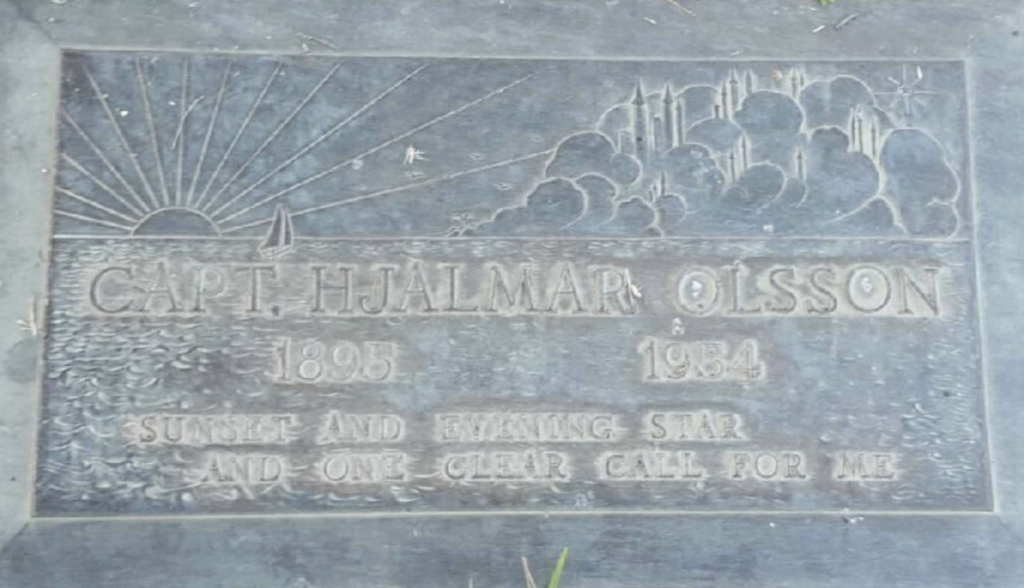 CAPT. HJALMAR OLSSON
1895 1954
SUNSET AND EVENING STAR
AND ONE CLEAR CALL FOR ME